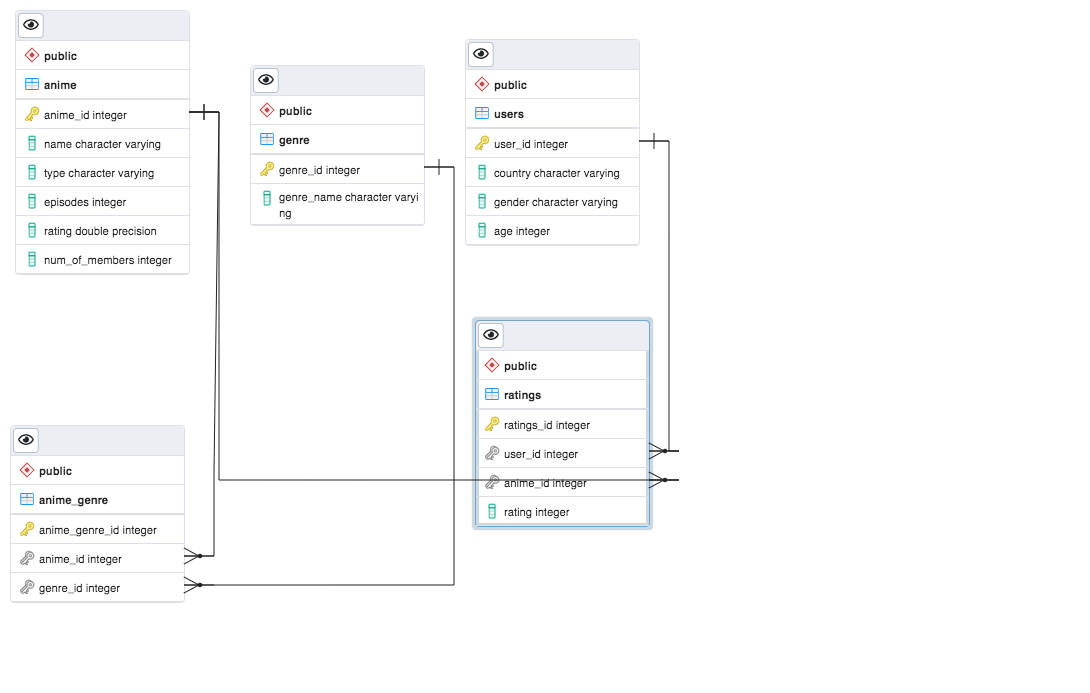 public
anime
anime_id integer
name character varying
type character varying
episodes integer
rating double precision
num_of_members integer
public
genre
genre_id integer
genre_name character varyi
ng
public
users
user_id integer
country character varying
gender character varying
age integer
public
ratings
ratings_id integer
user_id integer
anime_id integer
rating integer
public
anime_genre
anime_genre_id integer
anime_id integer
genre_id integer